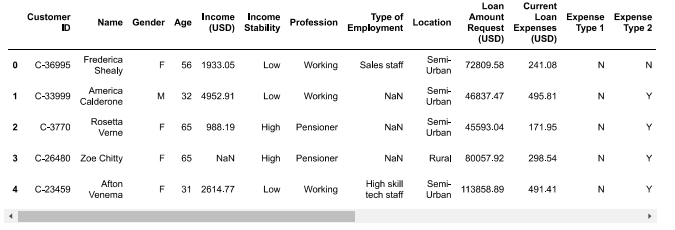 Customer ID Name Gender Age Income (USD) Income Stability Profession Type of Employment Location Loan Amount Request (USD) Current Loan Expenses (USD) Expense Type 1 Expense Type 2
0 C-36995 Frederica Shealy F 56 1933.05 Low Working Sales staff Semi-Urban 72809.58 241.08 N N
1 C-33999 America Calderone M 32 4952.91 Low Working NaN Semi-Urban 46837.47 495.81 N Y
2 C-3770 Rosetta Verne F 65 988.19 High Pensioner NaN Semi-Urban 45593.04 171.95 N Y
3 C-26480 Zoe Chitty F 65 NaN High Pensioner NaN Rural 80057.92 298.54 N Y
4 C-23459 Afton Venema F 31 2614.77 Low Working High skill tech staff Semi-Urban 113858.89 491.41 N Y